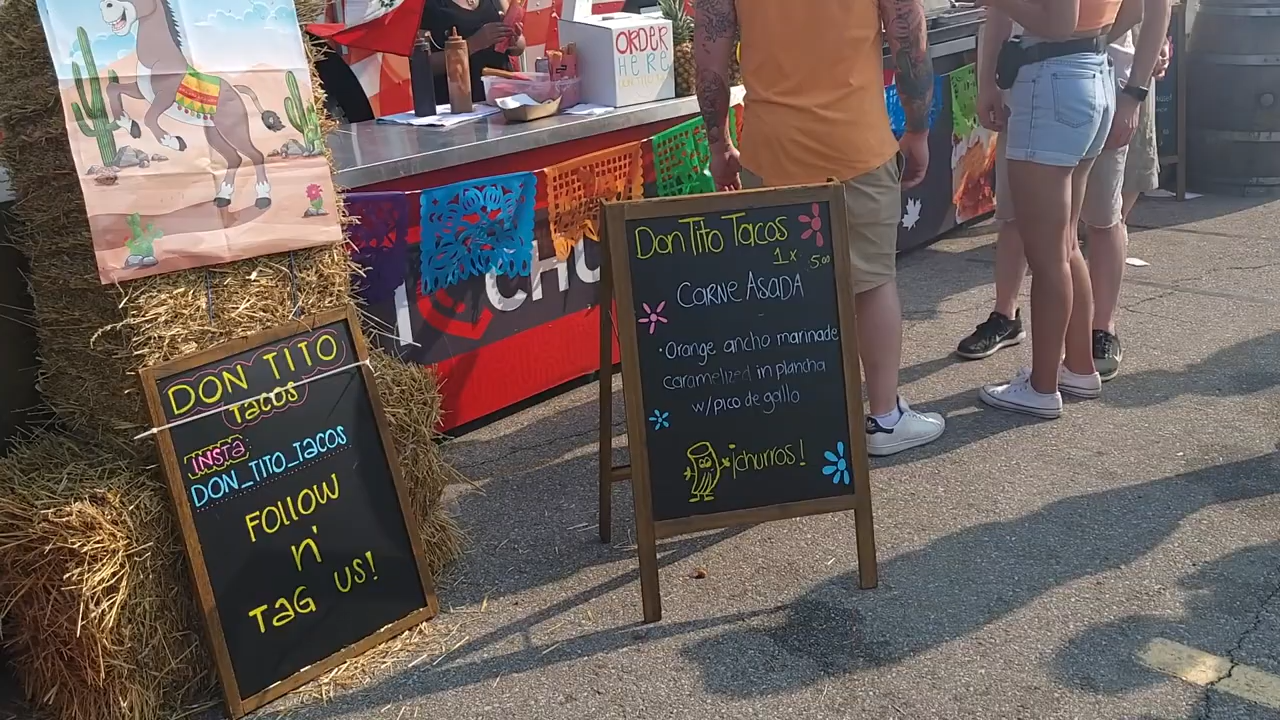 ORDER
HERE
DON TITO
TACOS
INSTA
DON_TITO_TACOS
FOLLOW
n'
TAG US!
Don Tito Tacos
1x 5.00
CARNE ASADA
·Orange ancho marinade
caramelized in plancha
w/pico de gallo
¡churros!
I CHU